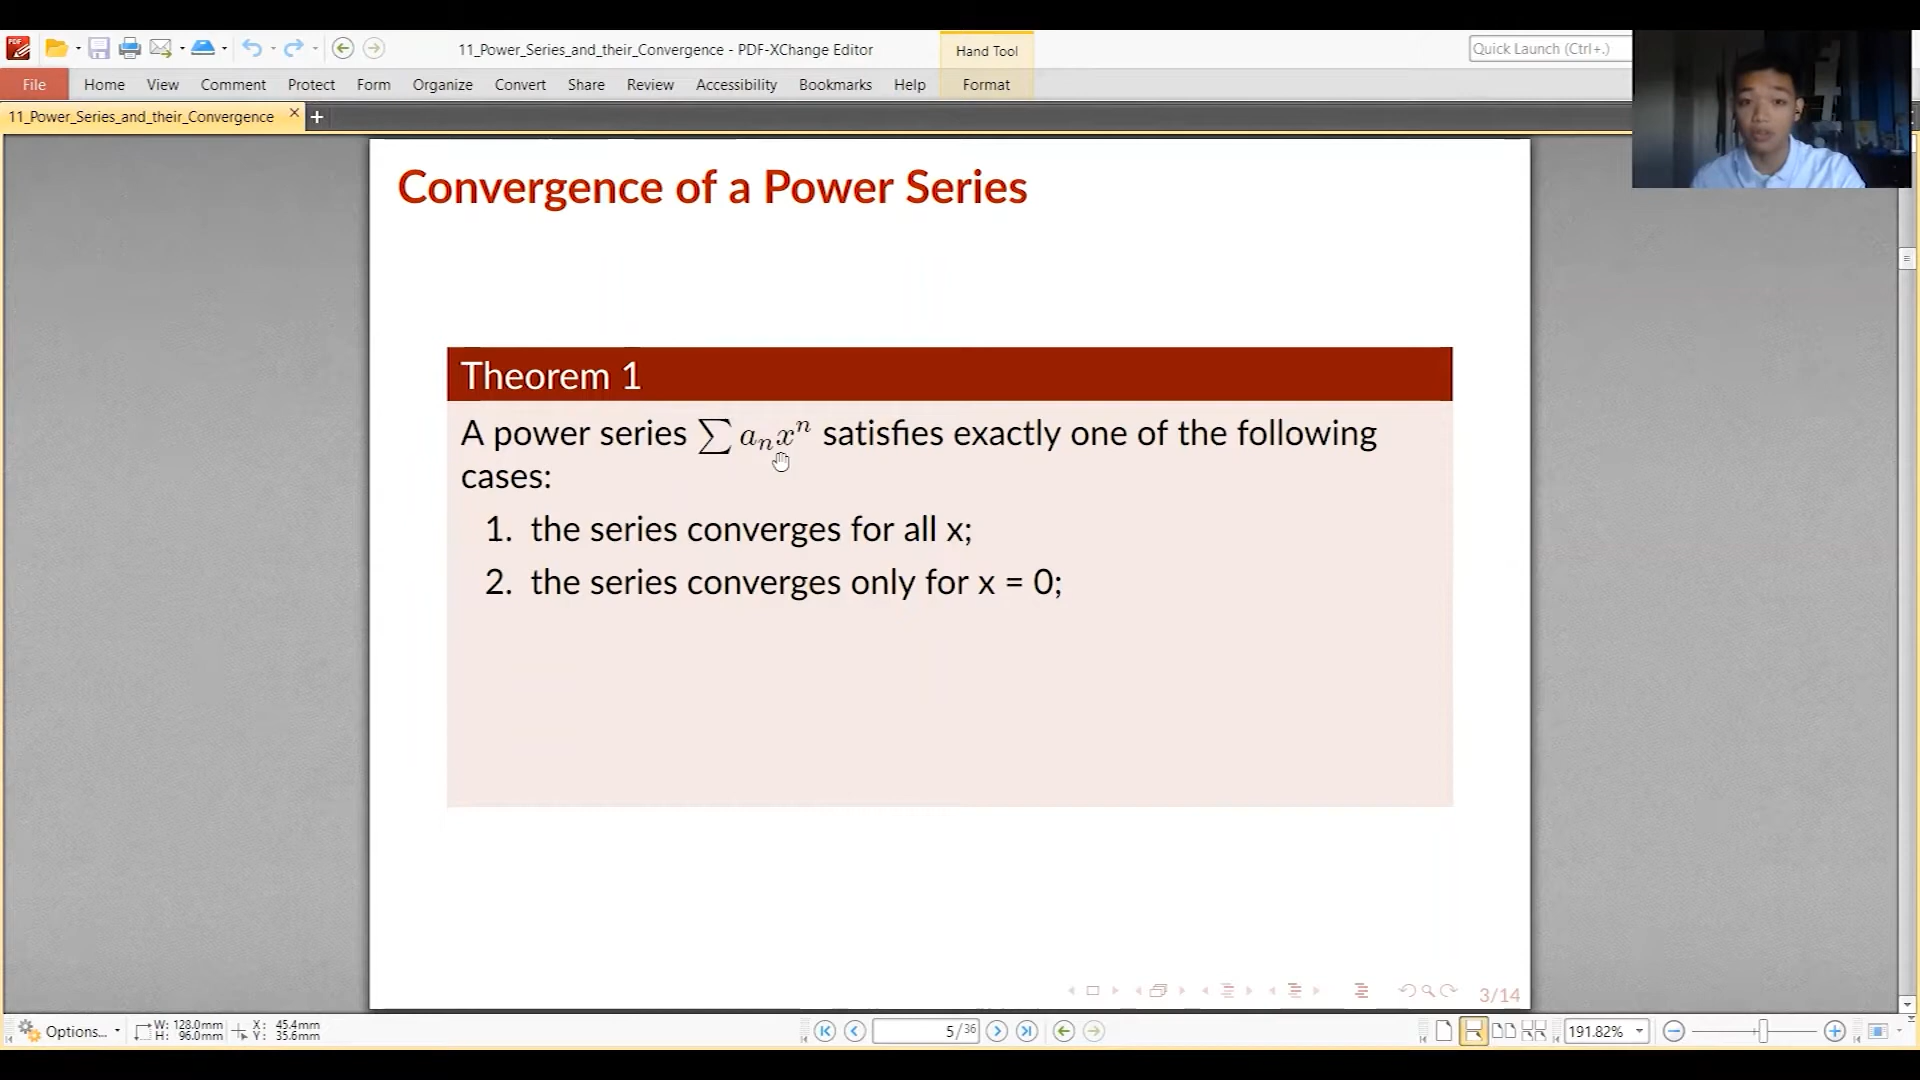 11_Power_Series_and_their_Convergence - PDF-XChange Editor
Hand Tool
Quick Launch (Ctrl+.)
File Home View Comment Protect Form Organize Convert Share Review Accessibility Bookmarks Help Format
11_Power_Series_and_their_Convergence × +
Convergence of a Power Series
Theorem 1
A power series ∑ aₙxⁿ satisfies exactly one of the following
cases:
1. the series converges for all x;
2. the series converges only for x = 0;
3/14
Options...
W: 128.0mm
H: 96.0mm
X: 45.4mm
Y: 35.6mm
5/36
191.82%